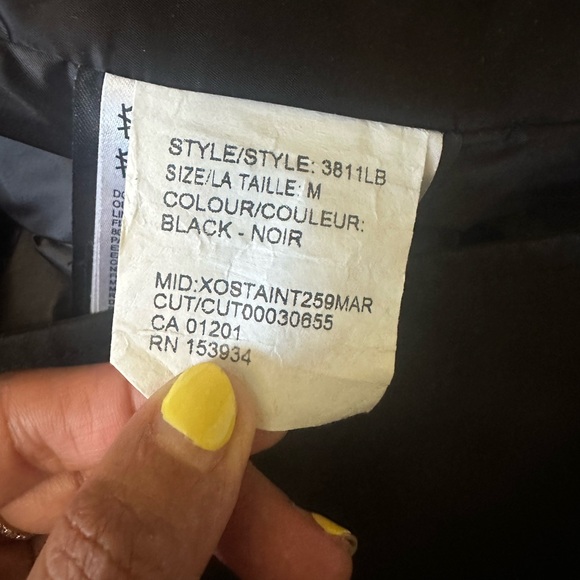 STYLE/STYLE: 3811LB
SIZE/LA TAILLE: M
COLOUR/COULEUR:
BLACK - NOIR
MID:XOSTAINT259MAR
CUT/CUT00030655
CA 01201
RN 153934